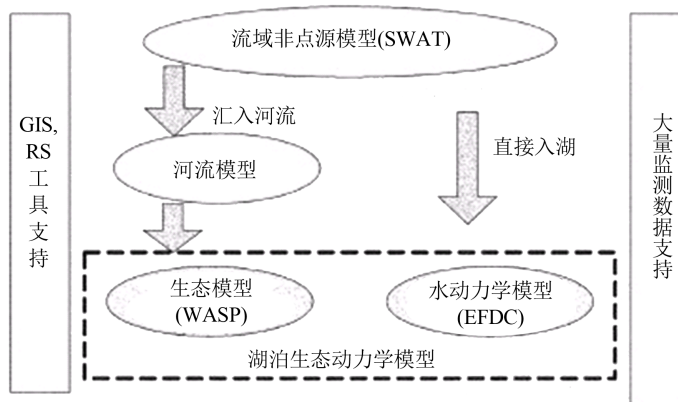 流域非点源模型(SWAT)
汇入河流
直接入湖
河流模型
生态模型
(WASP)
水动力学模型
(EFDC)
湖泊生态动力学模型
GIS,
RS
工
具
支
持
大
量
监
测
数
据
支
持